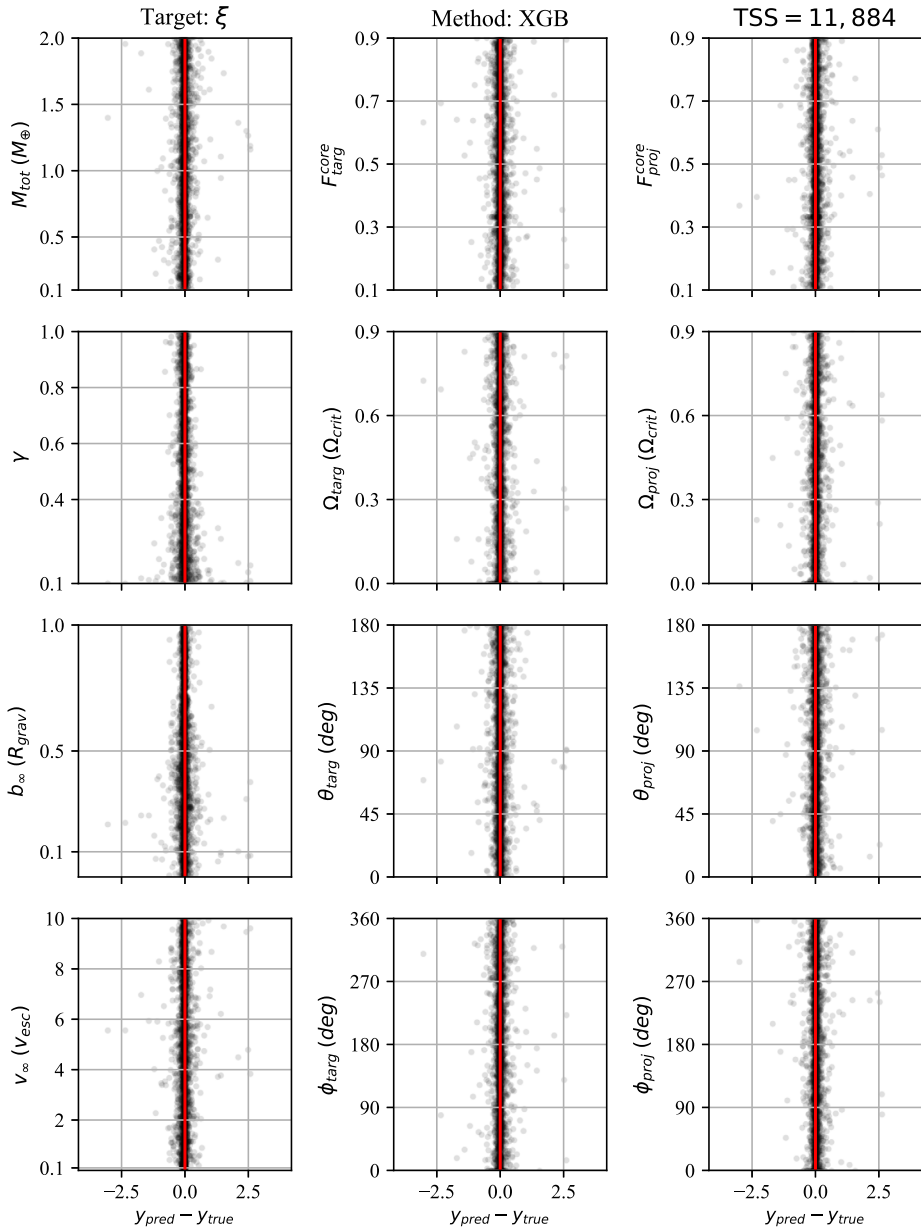 Target: ξ
Method: XGB
TSS = 11, 884
M_tot (M_⊕)
2.0
1.5
1.0
0.5
0.1
F_targ^core
0.9
0.7
0.5
0.3
0.1
F_proj^core
0.9
0.7
0.5
0.3
0.1
γ
1.0
0.8
0.6
0.4
0.1
Ω_targ (Ω_crit)
0.9
0.6
0.3
0.0
Ω_proj (Ω_crit)
0.9
0.6
0.3
0.0
b_∞ (R_grav)
1.0
0.5
0.1
θ_targ (deg)
180
135
90
45
0
θ_proj (deg)
180
135
90
45
0
v_∞ (v_esc)
10
8
6
4
2
0.1
ϕ_targ (deg)
360
270
180
90
0
ϕ_proj (deg)
360
270
180
90
0
−2.5 0.0 2.5
y_pred − y_true
−2.5 0.0 2.5
y_pred − y_true
−2.5 0.0 2.5
y_pred − y_true